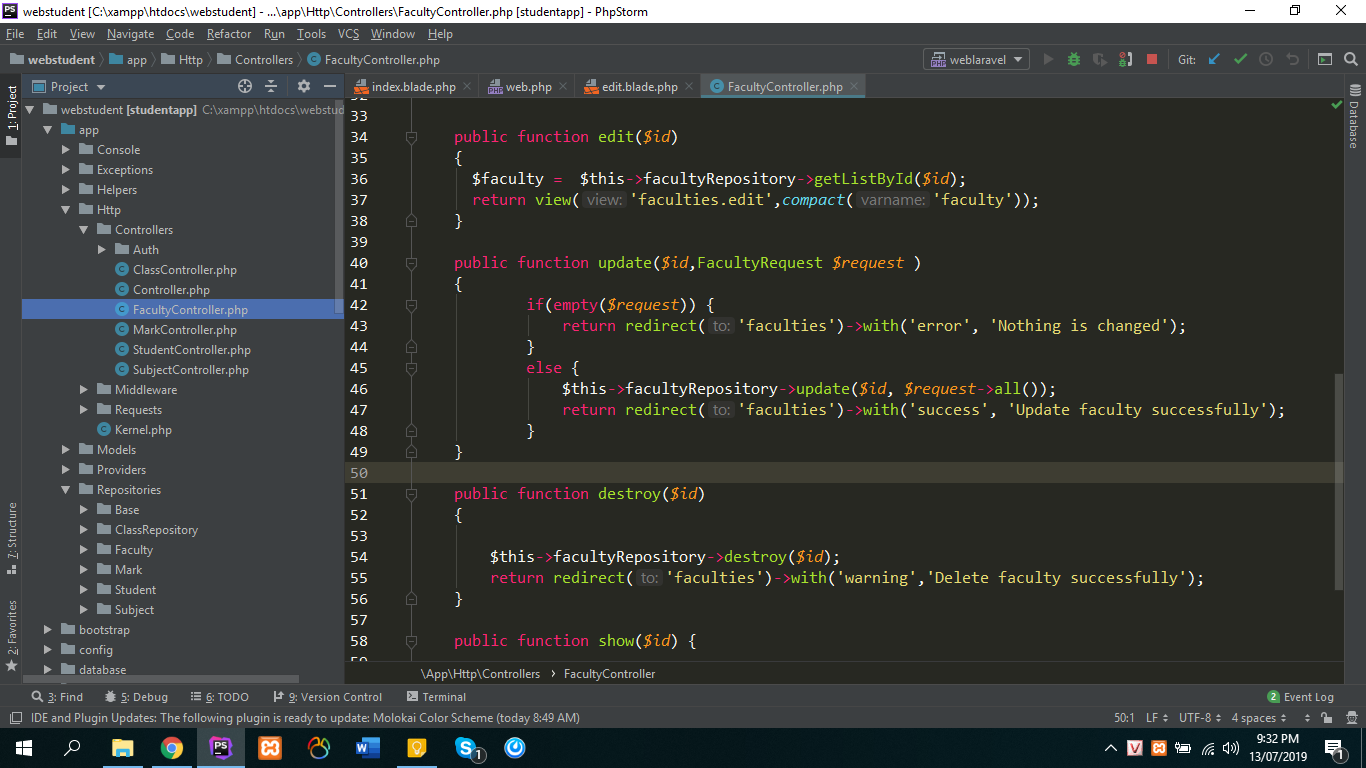 webstudent [C:\xampp\htdocs\webstudent] - ...\app\Http\Controllers\FacultyController.php [studentapp] - PhpStorm
File Edit View Navigate Code Refactor Run Tools VCS Window Help
webstudent app Http Controllers FacultyController.php weblaravel Git:
Project
index.blade.php web.php edit.blade.php FacultyController.php
1: Project
7: Structure
2: Favorites
Database
webstudent [studentapp] C:\xampp\htdocs\webstud
app
Console
Exceptions
Helpers
Http
Controllers
Auth
ClassController.php
Controller.php
FacultyController.php
MarkController.php
StudentController.php
SubjectController.php
Middleware
Requests
Kernel.php
Models
Providers
Repositories
Base
ClassRepository
Faculty
Mark
Student
Subject
bootstrap
config
database
32
33
34 public function edit($id)
35 {
36 $faculty = $this->facultyRepository->getListById($id);
37 return view( view: 'faculties.edit',compact( varname: 'faculty'));
38 }
39
40 public function update($id,FacultyRequest $request )
41 {
42 if(empty($request)) {
43 return redirect( to: 'faculties')->with('error', 'Nothing is changed');
44 }
45 else {
46 $this->facultyRepository->update($id, $request->all());
47 return redirect( to: 'faculties')->with('success', 'Update faculty successfully');
48 }
49 }
50
51 public function destroy($id)
52 {
53
54 $this->facultyRepository->destroy($id);
55 return redirect( to: 'faculties')->with('warning','Delete faculty successfully');
56 }
57
58 public function show($id) {
59
\App\Http\Controllers › FacultyController
3: Find 5: Debug 6: TODO 9: Version Control Terminal 2 Event Log
IDE and Plugin Updates: The following plugin is ready to update: Molokai Color Scheme (today 8:49 AM) 50:1 LF UTF-8 4 spaces
9:32 PM
13/07/2019
1
1